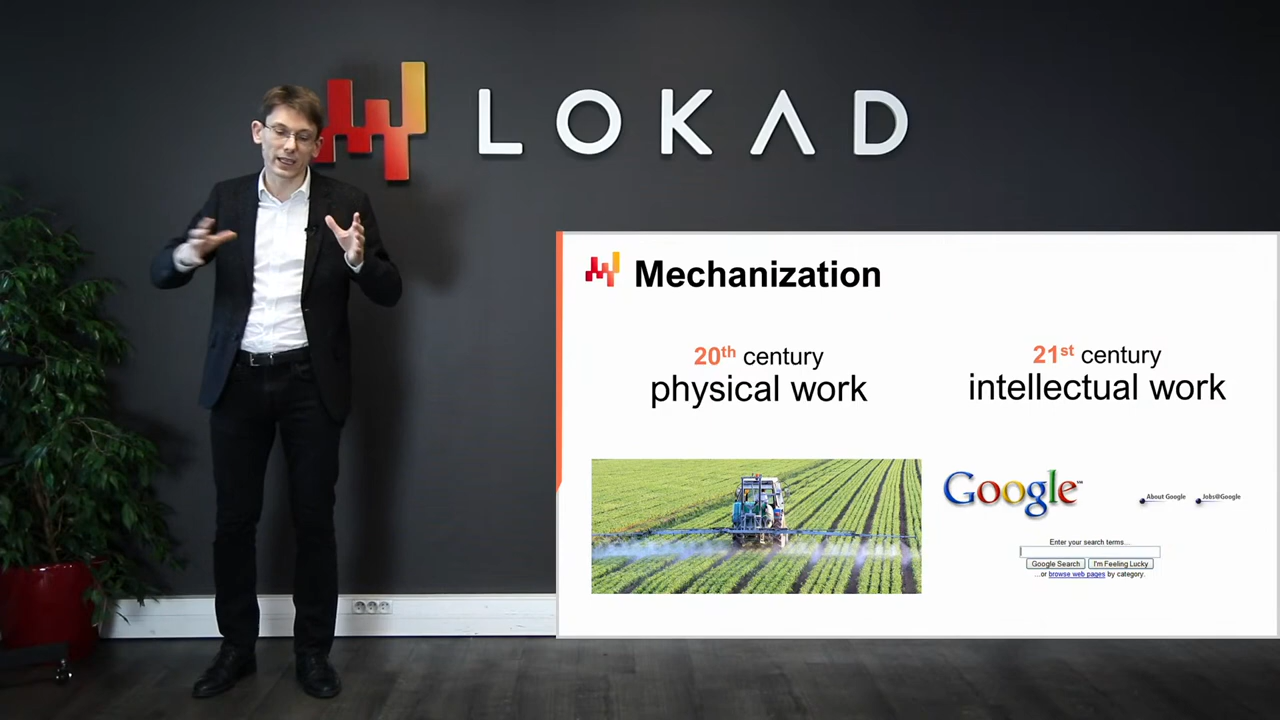 LOKAD
Mechanization
20th century
physical work
21st century
intellectual work
Google™
About Google
Jobs@Google
Enter your search terms...
Google Search
I'm Feeling Lucky
...or browse web pages by category.